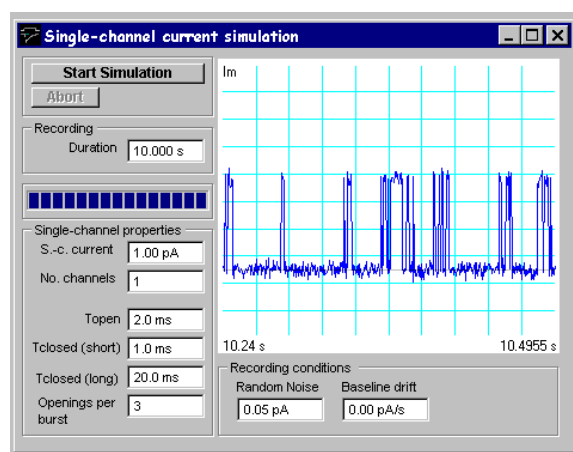 Single-channel current simulation
Start Simulation
Abort
Recording
Duration 10.000 s
Single-channel properties
S.-c. current 1.00 pA
No. channels 1
Topen 2.0 ms
Tclosed (short) 1.0 ms
Tclosed (long) 20.0 ms
Openings per burst 3
Im
10.24 s 10.4955 s
Recording conditions
Random Noise Baseline drift
0.05 pA 0.00 pA/s